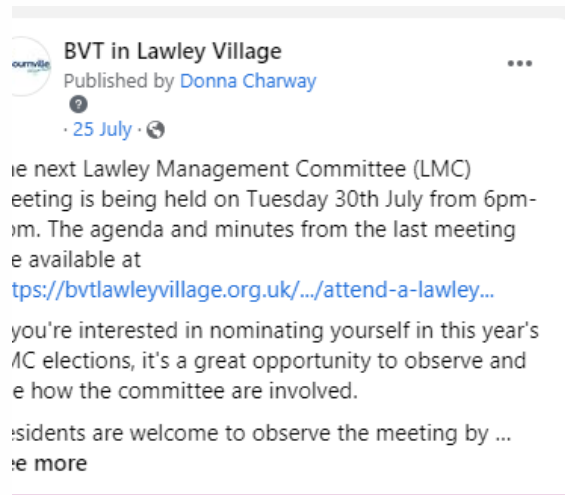 BVT in Lawley Village
ournville
Published by Donna Charway
?
· 25 July ·
e next Lawley Management Committee (LMC)
eeting is being held on Tuesday 30th July from 6pm-
m. The agenda and minutes from the last meeting
e available at
tps://bvtlawleyvillage.org.uk/.../attend-a-lawley...
you're interested in nominating yourself in this year's
MC elections, it's a great opportunity to observe and
e how the committee are involved.
sidents are welcome to observe the meeting by ...
ee more